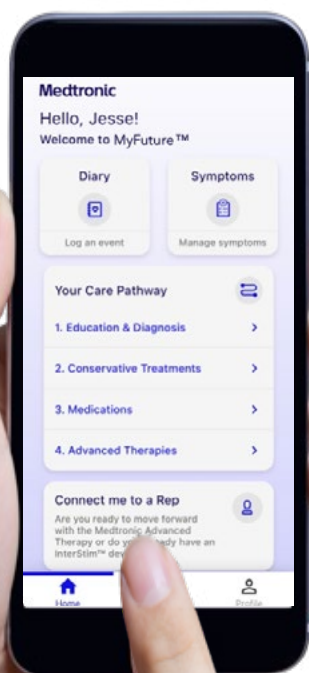 Medtronic
Hello, Jesse!
Welcome to MyFuture™
Diary
Symptoms
Log an event
Manage symptoms
Your Care Pathway
1. Education & Diagnosis
2. Conservative Treatments
3. Medications
4. Advanced Therapies
Connect me to a Rep
Are you ready to move forward
with the Medtronic Advanced
Therapy or do have an
InterStim™
Home
Profile